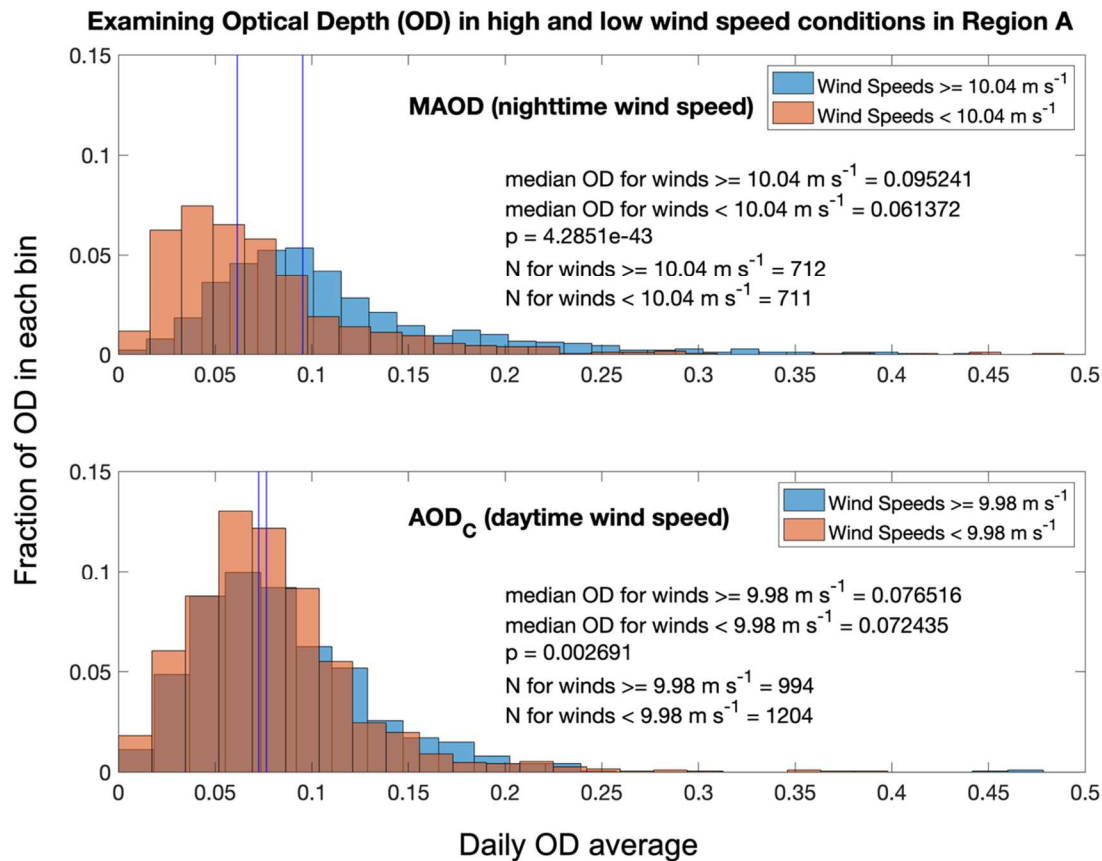 Examining Optical Depth (OD) in high and low wind speed conditions in Region A
0.15
0.1
0.05
0
MAOD (nighttime wind speed)
Wind Speeds >= 10.04 m s⁻¹
Wind Speeds < 10.04 m s⁻¹
median OD for winds >= 10.04 m s⁻¹ = 0.095241
median OD for winds < 10.04 m s⁻¹ = 0.061372
p = 4.2851e-43
N for winds >= 10.04 m s⁻¹ = 712
N for winds < 10.04 m s⁻¹ = 711
0 0.05 0.1 0.15 0.2 0.25 0.3 0.35 0.4 0.45 0.5
Fraction of OD in each bin
0.15
0.1
0.05
0
AOD_C (daytime wind speed)
Wind Speeds >= 9.98 m s⁻¹
Wind Speeds < 9.98 m s⁻¹
median OD for winds >= 9.98 m s⁻¹ = 0.076516
median OD for winds < 9.98 m s⁻¹ = 0.072435
p = 0.002691
N for winds >= 9.98 m s⁻¹ = 994
N for winds < 9.98 m s⁻¹ = 1204
0 0.05 0.1 0.15 0.2 0.25 0.3 0.35 0.4 0.45 0.5
Daily OD average